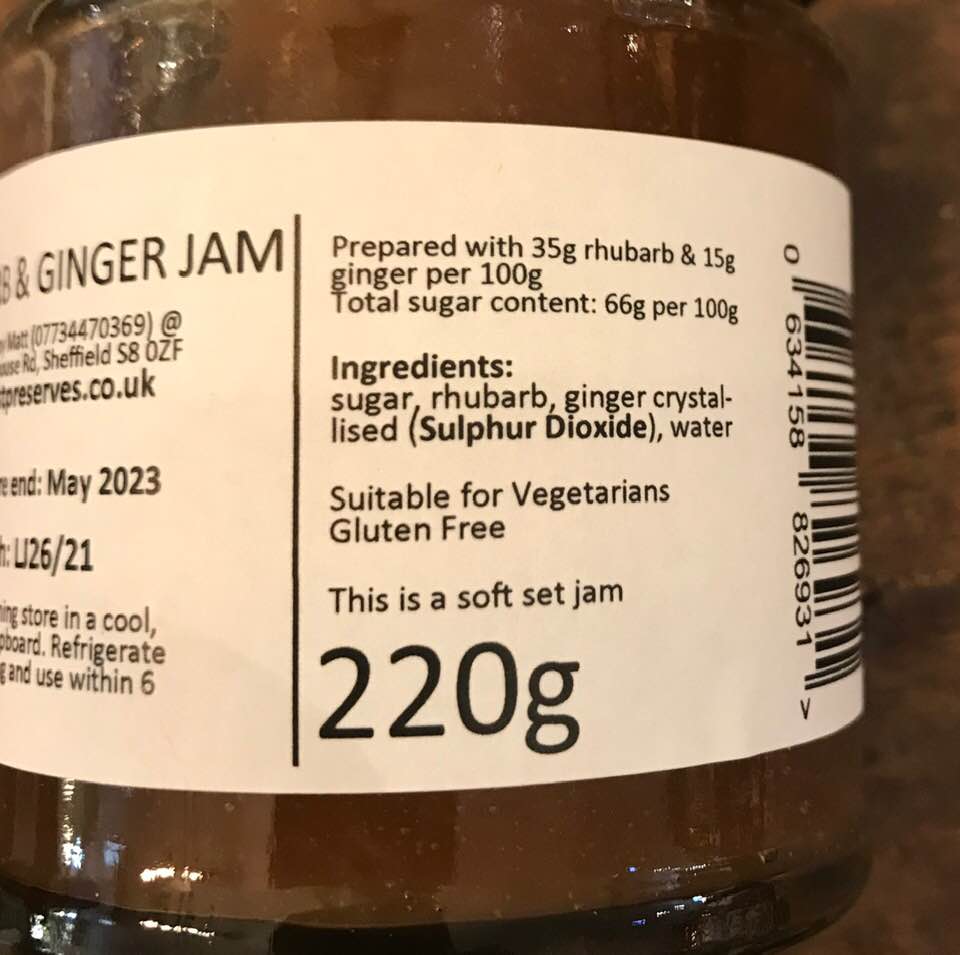 & GINGER JAM
Matt (07734470369) @
Rd, Sheffield S8 0ZF
preserves.co.uk
end: May 2023
LJ26/21
store in a cool,
Refrigerate
and use within 6
Prepared with 35g rhubarb & 15g
ginger per 100g
Total sugar content: 66g per 100g
Ingredients:
sugar, rhubarb, ginger crystal-
lised (Sulphur Dioxide), water
Suitable for Vegetarians
Gluten Free
This is a soft set jam
220g
0 634158 826931 >